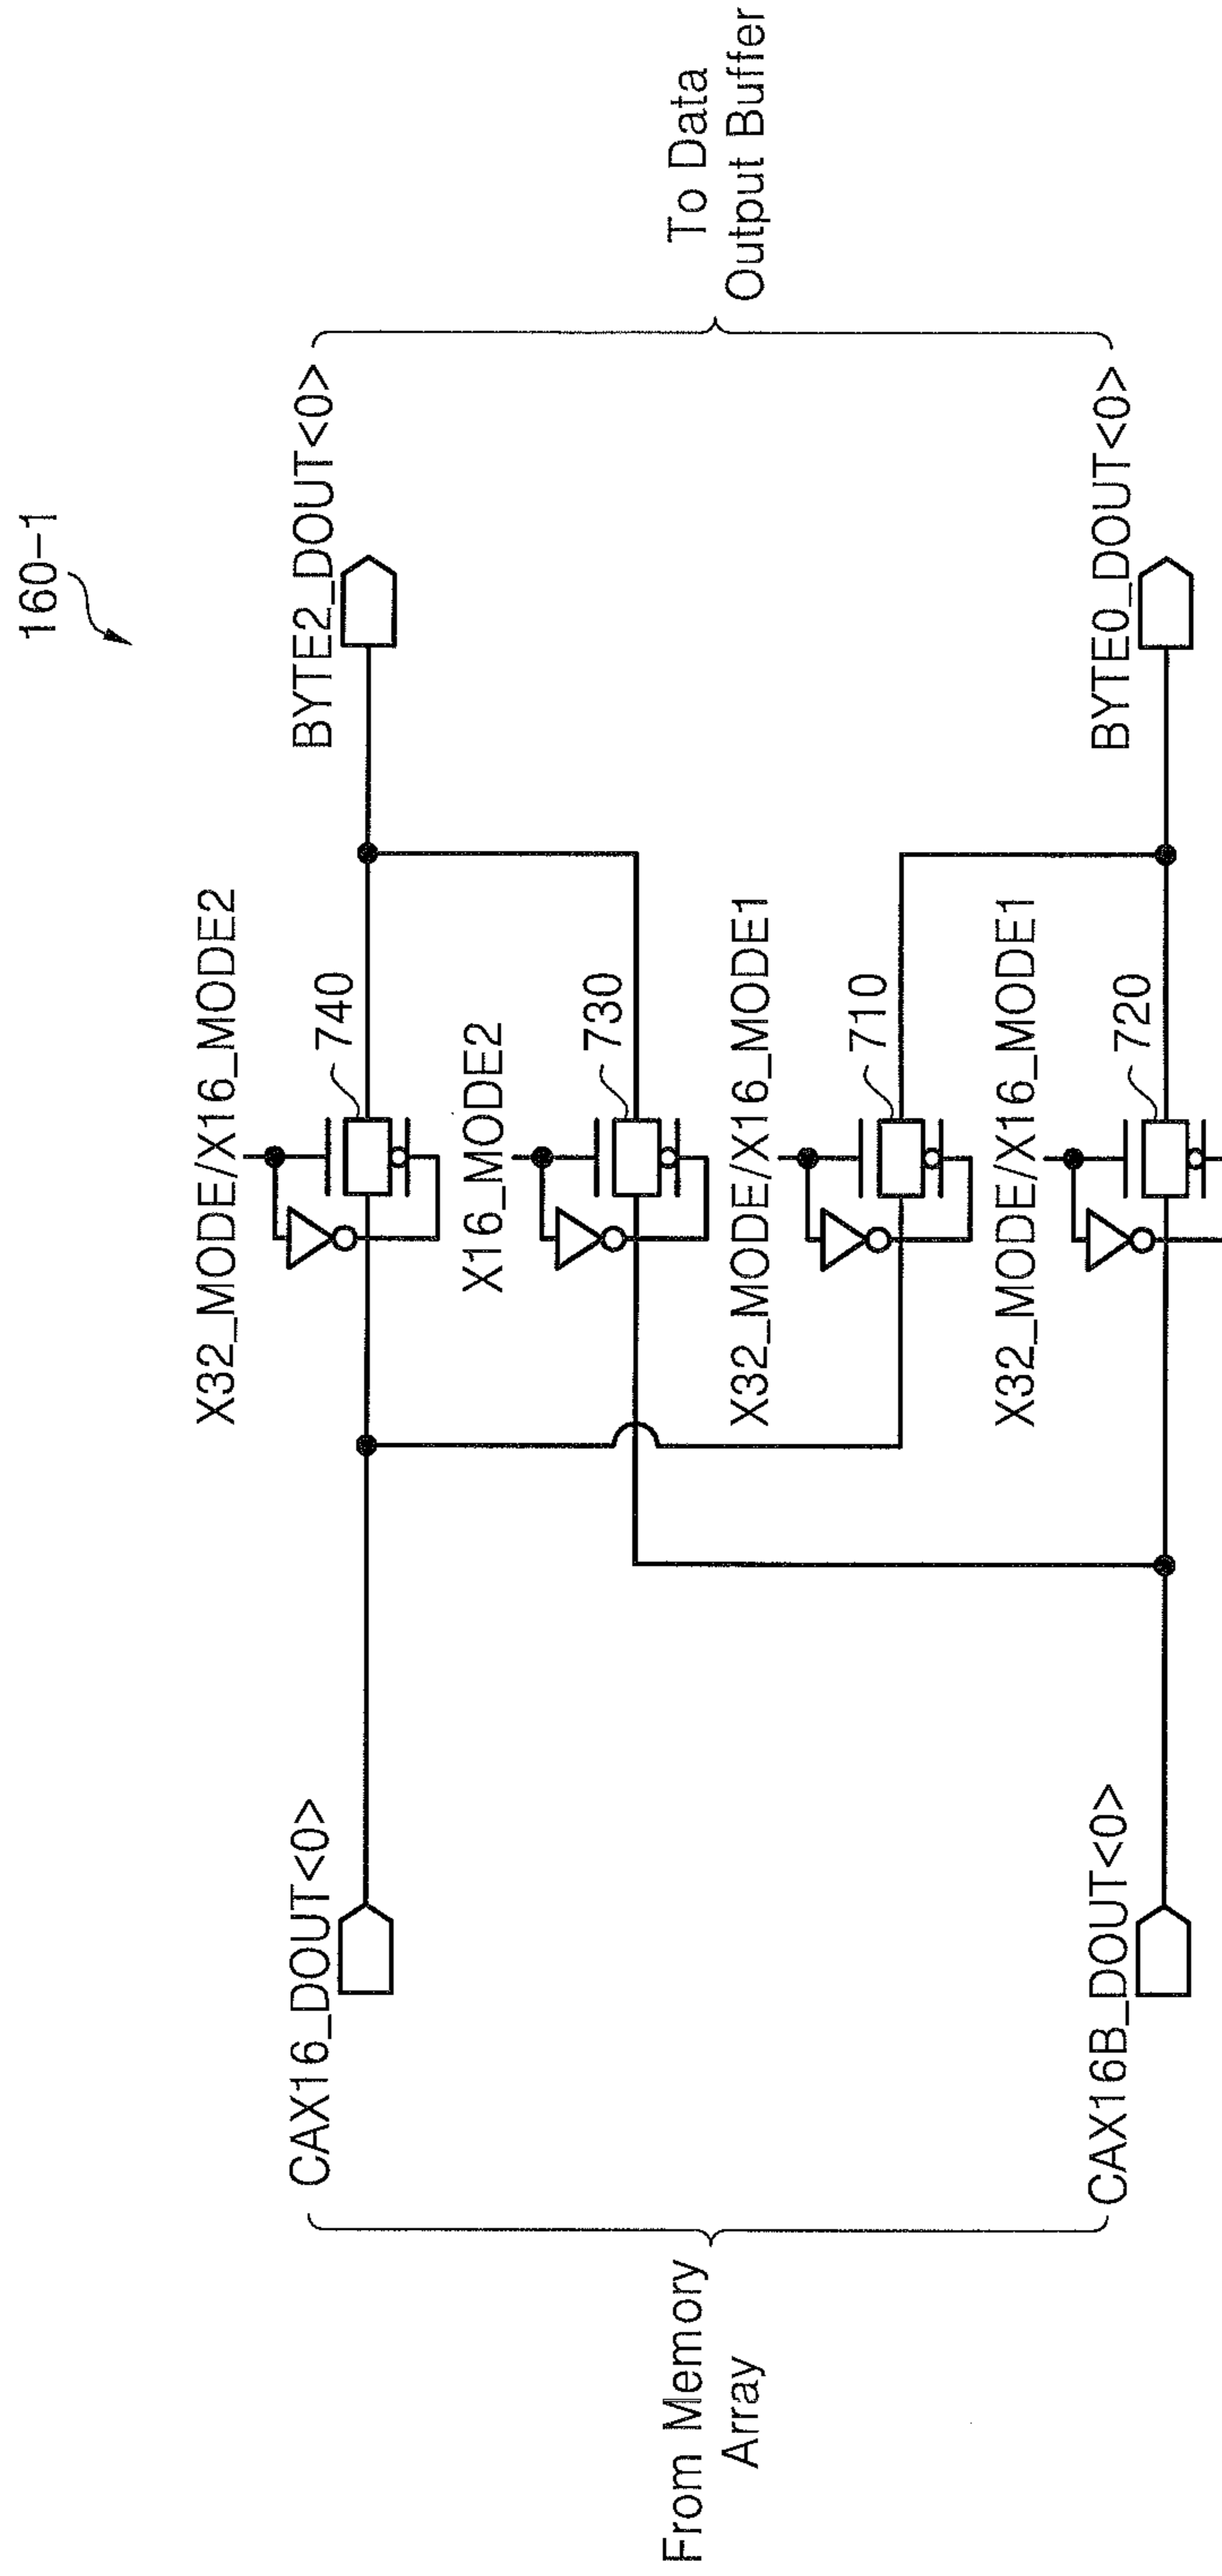 160-1
X32_MODE/X16_MODE2
CAX16_DOUT<0>
740
BYTE2_DOUT<0>
X16_MODE2
730
From Memory
Array
To Data
Output Buffer
X32_MODE/X16_MODE1
710
X32_MODE/X16_MODE1
CAX16B_DOUT<0>
720
BYTE0_DOUT<0>